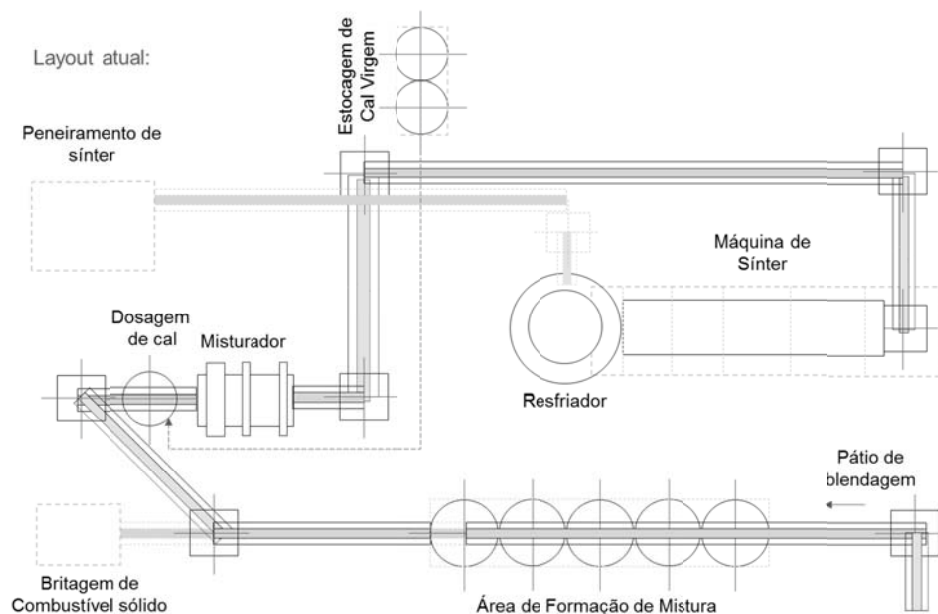 Layout atual:
Estocagem de
Cal Virgem
Peneiramento de
sínter
Máquina de
Sínter
Dosagem
de cal
Misturador
Resfriador
Pátio de
blendagem
Britagem de
Combustível sólido
Área de Formação de Mistura